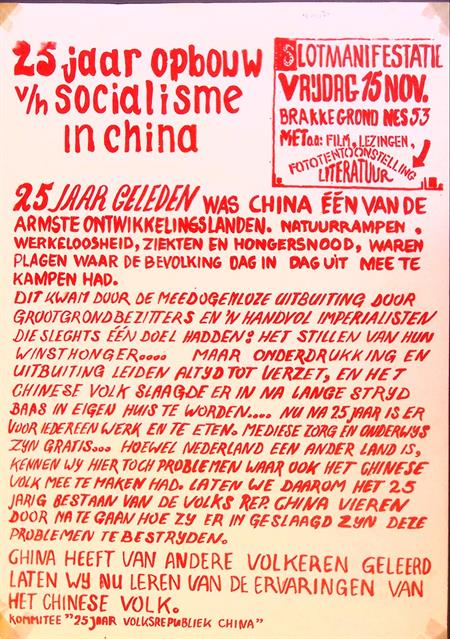 25 jaar opbouw
v/h socialisme
in china
SLOTMANIFESTATIE
VRIJDAG 15 NOV.
BRAKKE GROND NES 53
MET o.a: FILM, LEZINGEN,
FOTOTENTOONSTELLING
LITERATUUR
25 JAAR GELEDEN WAS CHINA ÉÉN VAN DE
ARMSTE ONTWIKKELINGSLANDEN. NATUURRAMPEN,
WERKELOOSHEID, ZIEKTEN EN HONGERSNOOD, WAREN
PLAGEN WAAR DE BEVOLKING DAG IN DAG UIT MEE TE
KAMPEN HAD.
DIT KWAM DOOR DE MEEDOGENLOZE UITBUITING DOOR
GROOTGRONDBEZITTERS EN 'N HANDVOL IMPERIALISTEN
DIE SLECHTS ÉÉN DOEL HADDEN: HET STILLEN VAN HUN
WINSTHONGER.... MAAR ONDERDRUKKING EN
UITBUITING LEIDEN ALTYD TOT VERZET, EN HET
CHINESE VOLK SLAAGDE ER IN NA LANGE STRYD
BAAS IN EIGEN HUIS TE WORDEN.... NU NA 25 JAAR IS ER
VOOR IEDEREEN WERK EN TE ETEN. MEDIESE ZORG EN ONDERWYS
ZYN GRATIS... HOEWEL NEDERLAND EEN ANDER LAND IS,
KENNEN WY HIER TOCH PROBLEMEN WAAR OOK HET CHINESE
VOLK MEE TE MAKEN HAD. LATEN WE DAAROM HET 25
JARIG BESTAAN VAN DE VOLKS REP. CHINA VIEREN
DOOR NA TE GAAN HOE ZY ER IN GESLAAGD ZYN DEZE
PROBLEMEN TE BESTRYDEN.
CHINA HEEFT VAN ANDERE VOLKEREN GELEERD
LATEN WY NU LEREN VAN DE ERVARINGEN VAN
HET CHINESE VOLK.
KOMMITEE "25 JAAR VOLKSREPUBLIEK CHINA"